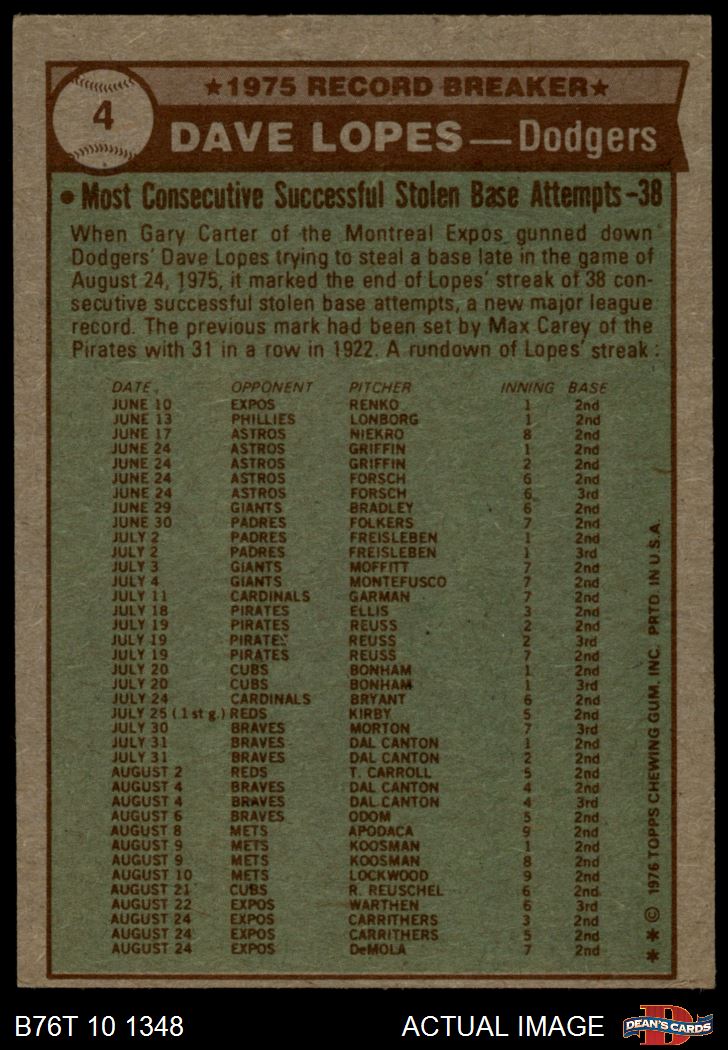 4
★1975 RECORD BREAKER★
DAVE LOPES—Dodgers
• Most Consecutive Successful Stolen Base Attempts-38
When Gary Carter of the Montreal Expos gunned down
Dodgers' Dave Lopes trying to steal a base late in the game of
August 24, 1975, it marked the end of Lopes' streak of 38 con-
secutive successful stolen base attempts, a new major league
record. The previous mark had been set by Max Carey of the
Pirates with 31 in a row in 1922. A rundown of Lopes' streak:
DATE OPPONENT PITCHER INNING BASE
JUNE 10 EXPOS RENKO 1 2nd
JUNE 13 PHILLIES LONBORG 1 2nd
JUNE 17 ASTROS NIEKRO 8 2nd
JUNE 24 ASTROS GRIFFIN 1 2nd
JUNE 24 ASTROS GRIFFIN 2 2nd
JUNE 24 ASTROS FORSCH 6 2nd
JUNE 24 ASTROS FORSCH 6 3rd
JUNE 29 GIANTS BRADLEY 6 2nd
JUNE 30 PADRES FOLKERS 7 2nd
JULY 2 PADRES FREISLEBEN 1 2nd
JULY 2 PADRES FREISLEBEN 1 3rd
JULY 3 GIANTS MOFFITT 7 2nd
JULY 4 GIANTS MONTEFUSCO 7 2nd
JULY 11 CARDINALS GARMAN 7 2nd
JULY 18 PIRATES ELLIS 3 2nd
JULY 19 PIRATES REUSS 2 2nd
JULY 19 PIRATES REUSS 2 3rd
JULY 19 PIRATES REUSS 7 2nd
JULY 20 CUBS BONHAM 1 2nd
JULY 20 CUBS BONHAM 1 3rd
JULY 24 CARDINALS BRYANT 6 2nd
JULY 25 (1st g.) REDS KIRBY 5 2nd
JULY 30 BRAVES MORTON 7 3rd
JULY 31 BRAVES DAL CANTON 1 2nd
JULY 31 BRAVES DAL CANTON 2 2nd
AUGUST 2 REDS T. CARROLL 5 2nd
AUGUST 4 BRAVES DAL CANTON 4 2nd
AUGUST 4 BRAVES DAL CANTON 4 3rd
AUGUST 6 BRAVES ODOM 5 2nd
AUGUST 8 METS APODACA 9 2nd
AUGUST 9 METS KOOSMAN 1 2nd
AUGUST 9 METS KOOSMAN 8 2nd
AUGUST 10 METS LOCKWOOD 9 2nd
AUGUST 21 CUBS R. REUSCHEL 6 2nd
AUGUST 22 EXPOS WARTHEN 6 3rd
AUGUST 24 EXPOS CARRITHERS 3 2nd
AUGUST 24 EXPOS CARRITHERS 5 2nd
AUGUST 24 EXPOS DeMOLA 7 2nd
* * © 1976 TOPPS CHEWING GUM, INC. PRTD. IN U.S.A.
B76T 10 1348 ACTUAL IMAGE
D
DEAN'S CARDS